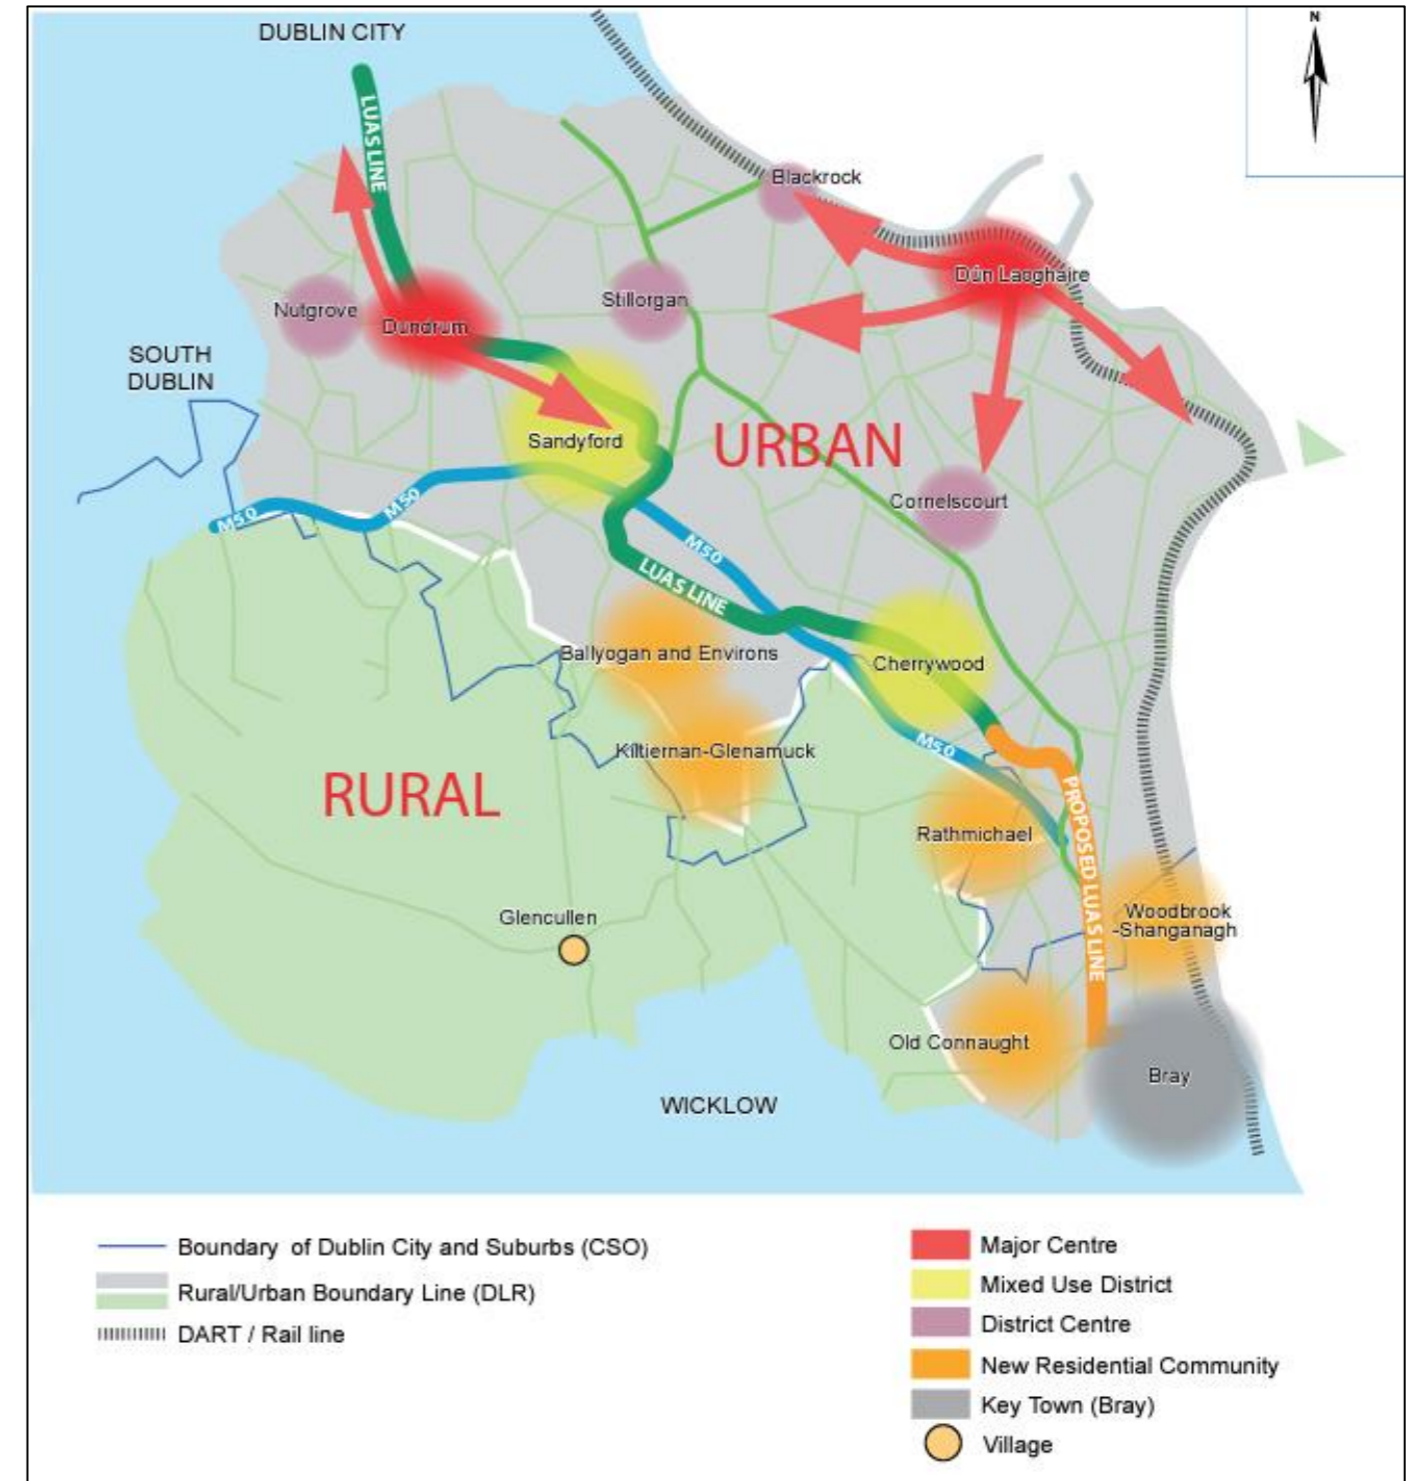 N
DUBLIN CITY
LUAS LINE
Blackrock
Dún Laoghaire
Stillorgan
Nutgrove
Dundrum
SOUTH
DUBLIN
Sandyford
URBAN
Cornelscourt
M50
M50
M50
LUAS LINE
Ballyogan and Environs
Cherrywood
M50
Kiltiernan-Glenamuck
RURAL
PROPOSED LUAS LINE
Rathmichael
Glencullen
Woodbrook
-Shanganagh
Old Connaught
Bray
WICKLOW
Boundary of Dublin City and Suburbs (CSO)
Rural/Urban Boundary Line (DLR)
DART / Rail line
Major Centre
Mixed Use District
District Centre
New Residential Community
Key Town (Bray)
Village